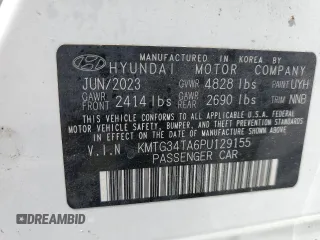 MANUFACTURED IN KOREA BY
HYUNDAI MOTOR COMPANY
JUN/2023 GVWR 4828 lbs PAINT UYH
GAWR FRONT 2414 lbs GAWR REAR 2690 lbs TRIM NNB
THIS VEHICLE CONFORMS TO ALL APPLICABLE U.S.
FEDERAL MOTOR VEHICLE SAFETY, BUMPER, AND
THEFT PREVENTION STANDARDS IN EFFECT ON THE
DATE OF MANUFACTURE SHOWN ABOVE.
V.I.N KMTG34TA6PU129155
PASSENGER CAR
DIAMOND BID